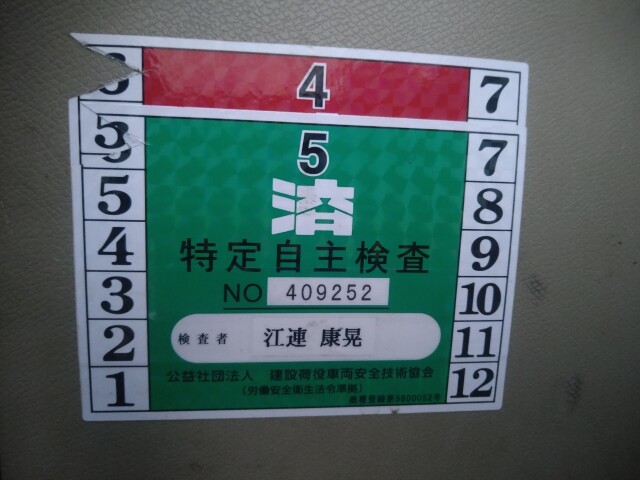 6 4 7
5 5 7
済
5 8
特定自主検査
4 9
NO 409252
3 10
検査者 江連 康晃
2 11
公益社団法人 建設荷役車両安全技術協会
(労働安全衛生法令準拠)
1 12